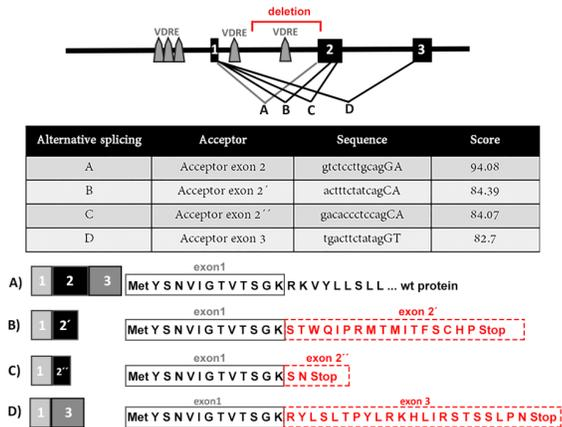 deletion
VDRE VDRE VDRE
1 2 3
A B C D
Alternative splicing Acceptor Sequence Score
A Acceptor exon 2 gtctccttgcagGA 94.08
B Acceptor exon 2´ actttctatcagCA 84.39
C Acceptor exon 2´´ gacaccctccagCA 84.07
D Acceptor exon 3 tgacttctatagGT 82.7
exon1
A) 1 2 3 Met Y S N V I G T V T S G K R K V Y L L S L L ... wt protein
exon1 exon 2´
B) 1 2´ Met Y S N V I G T V T S G K S T W Q I P R M T M I T F S C H P Stop
exon1 exon 2´´
C) 1 2´´ Met Y S N V I G T V T S G K S N Stop
exon1 exon 3
D) 1 3 Met Y S N V I G T V T S G K R Y L S L T P Y L R K H L I R S T S S L P N Stop